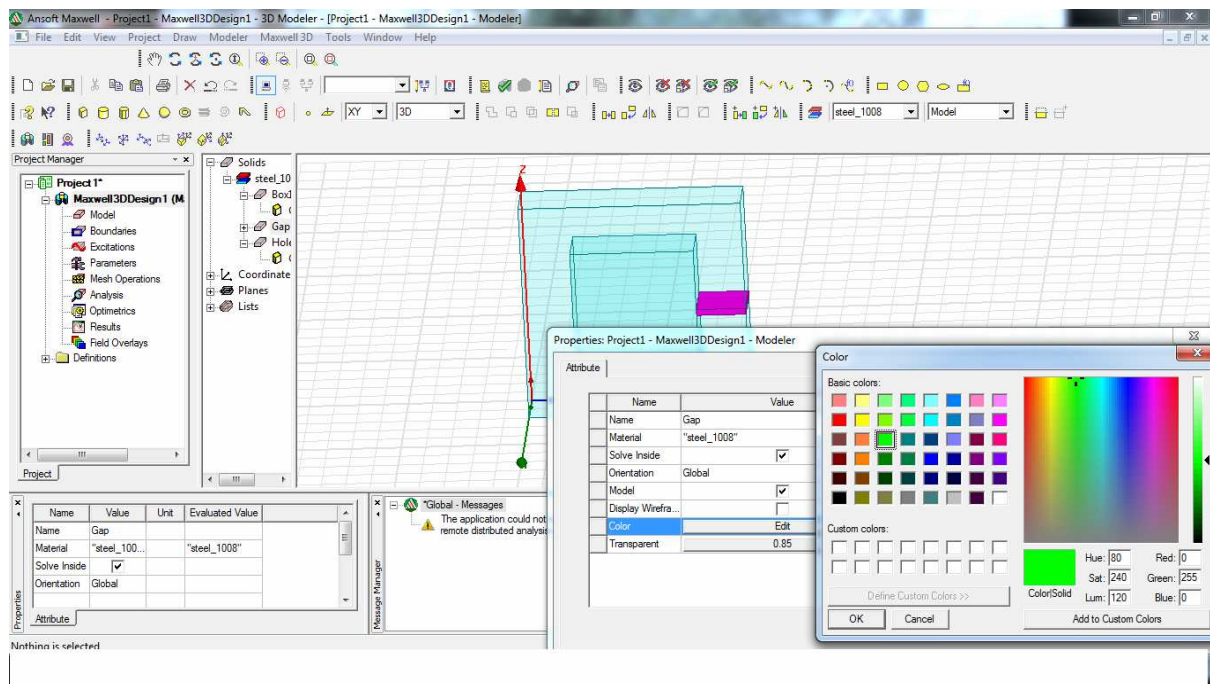 Ansoft Maxwell - Project1 - Maxwell3DDesign1 - 3D Modeler - [Project1 - Maxwell3DDesign1 - Modeler]
File Edit View Project Draw Modeler Maxwell 3D Tools Window Help
XY 3D steel_1008 Model
Project Manager
Project1*
Maxwell3DDesign1 (M
Model
Boundaries
Excitations
Parameters
Mesh Operations
Analysis
Optimetrics
Results
Field Overlays
Definitions
Project
Solids
steel_10
Box1
Gap
Hole
Coordinate
Planes
Lists
Z
Name Value Unit Evaluated Value
Name Gap
Material "steel_100... "steel_1008"
Solve Inside
Orientation Global
Attribute
Properties
Message Manager
*Global - Messages
The application could not
remote distributed analysis
Properties: Project1 - Maxwell3DDesign1 - Modeler
Attribute
Name Value
Name Gap
Material "steel_1008"
Solve Inside
Orientation Global
Model
Display Wirefra...
Color Edit
Transparent 0.85
Color
Basic colors:
Custom colors:
Define Custom Colors >>
OK Cancel
Color|Solid
Hue: 80 Red: 0
Sat: 240 Green: 255
Lum: 120 Blue: 0
Add to Custom Colors
Nothing is selected